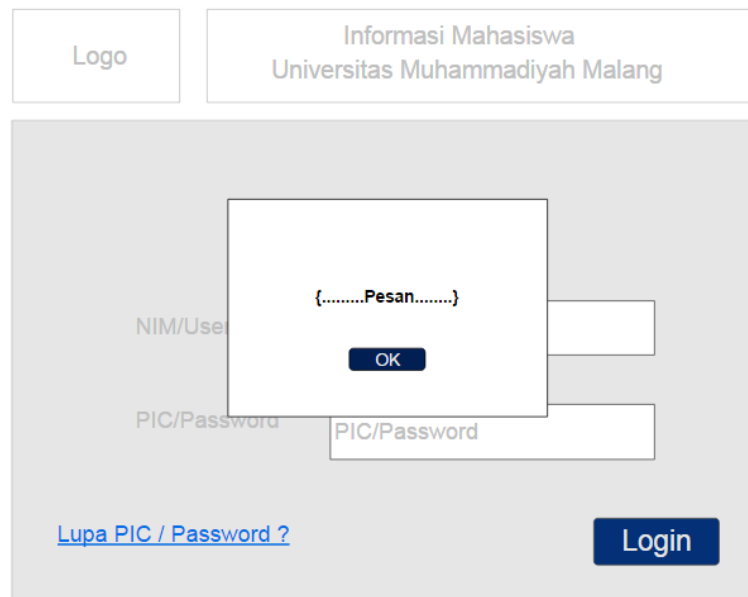 Logo
Informasi Mahasiswa
Universitas Muhammadiyah Malang
{.........Pesan........}
NIM/User
OK
PIC/Password
PIC/Password
Lupa PIC / Password ?
Login